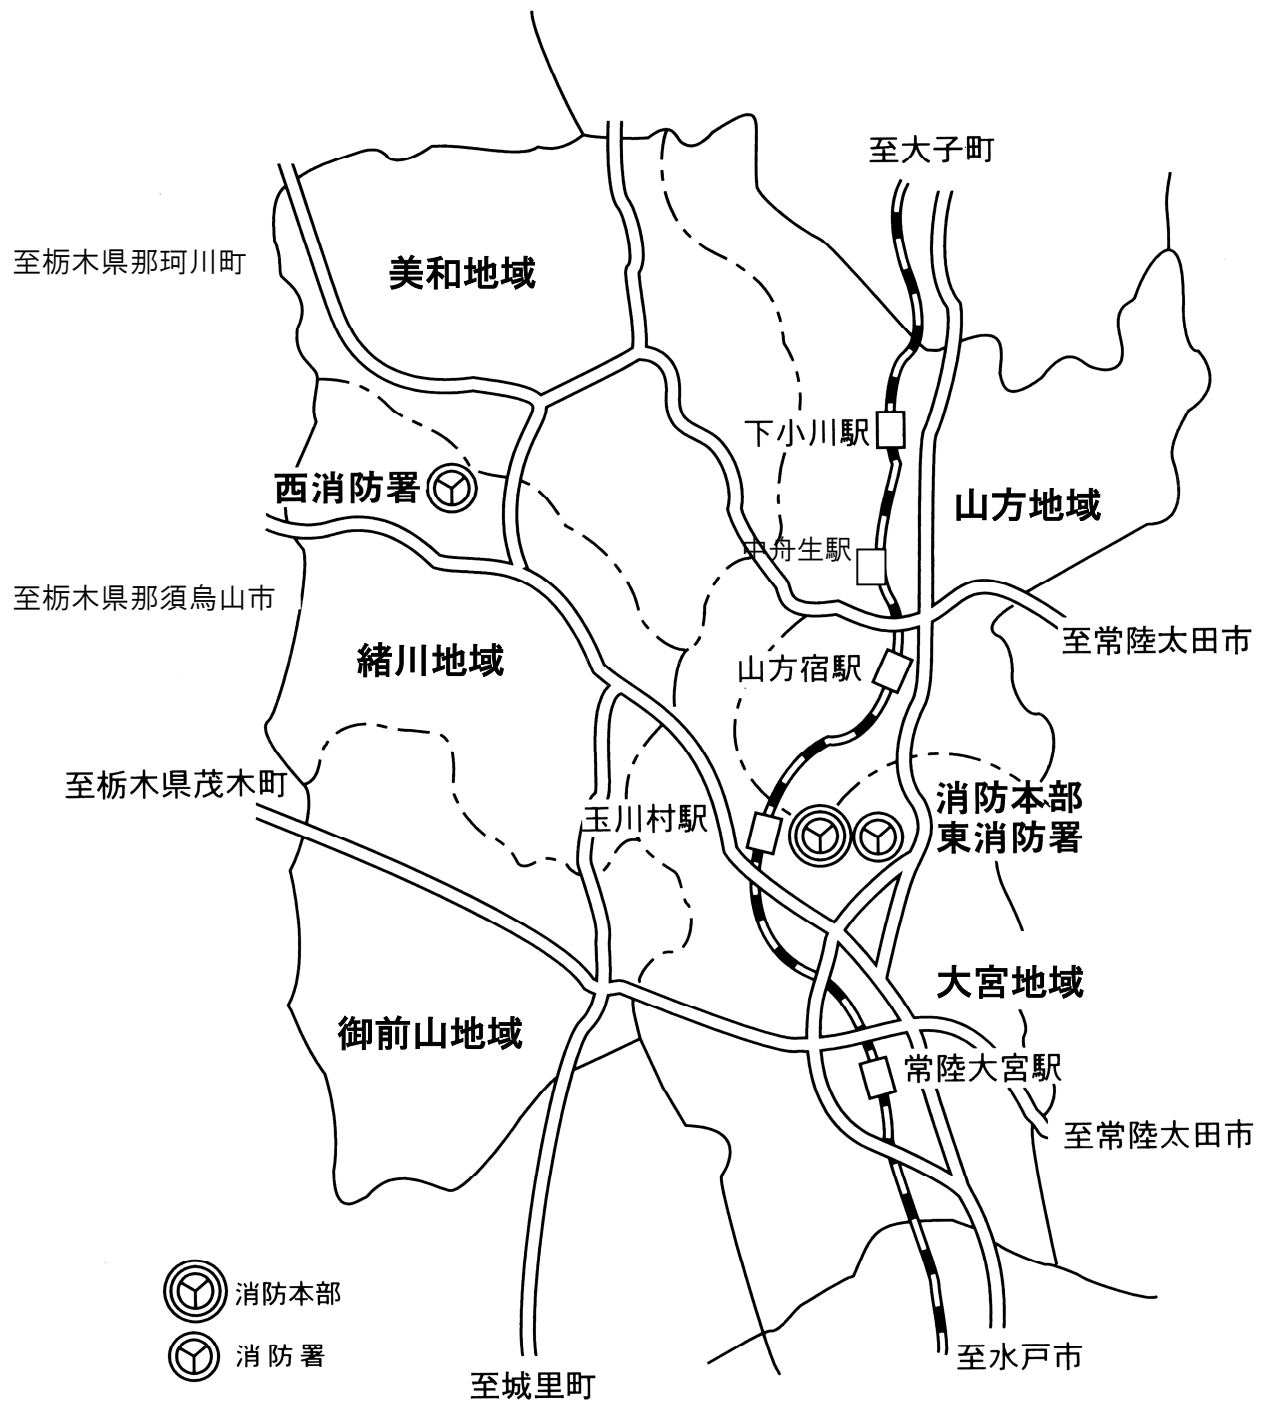 至大子町
至栃木県那珂川町
美和地域
下小川駅
西消防署
山方地域
中舟生駅
至栃木県那須烏山市
至常陸太田市
緒川地域
山方宿駅
至栃木県茂木町
消防本部
東消防署
玉川村駅
大宮地域
御前山地域
常陸大宮駅
至常陸太田市
消防本部
消防署
至水戸市
至城里町